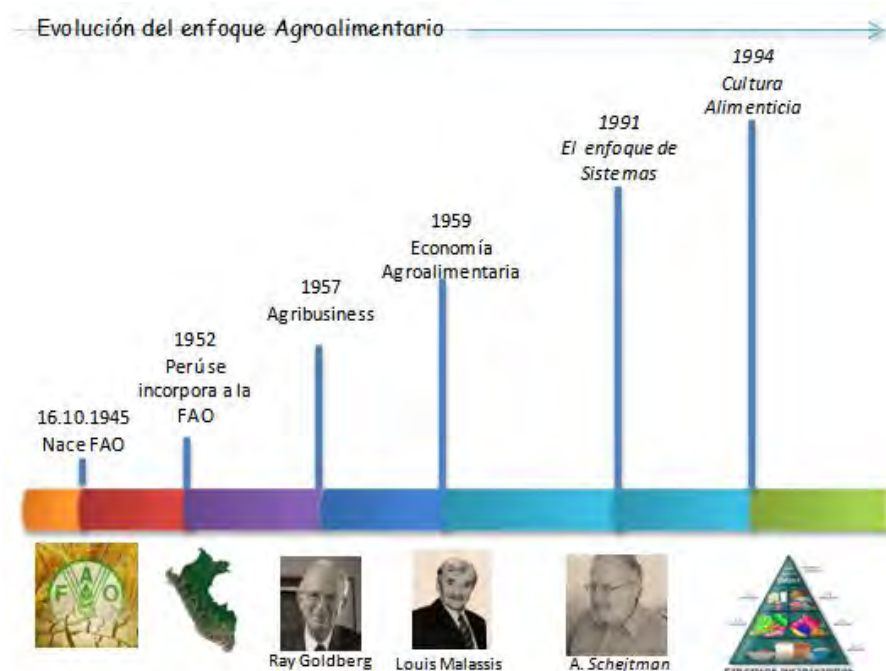 Evolución del enfoque Agroalimentario
16.10.1945
Nace FAO
1952
Perú se
incorpora a la
FAO
1957
Agribusiness
1959
Economía
Agroalimentaria
1991
El enfoque de
Sistemas
1994
Cultura
Alimenticia
F A O
Ray Goldberg
Louis Malassis
A. Schejtman